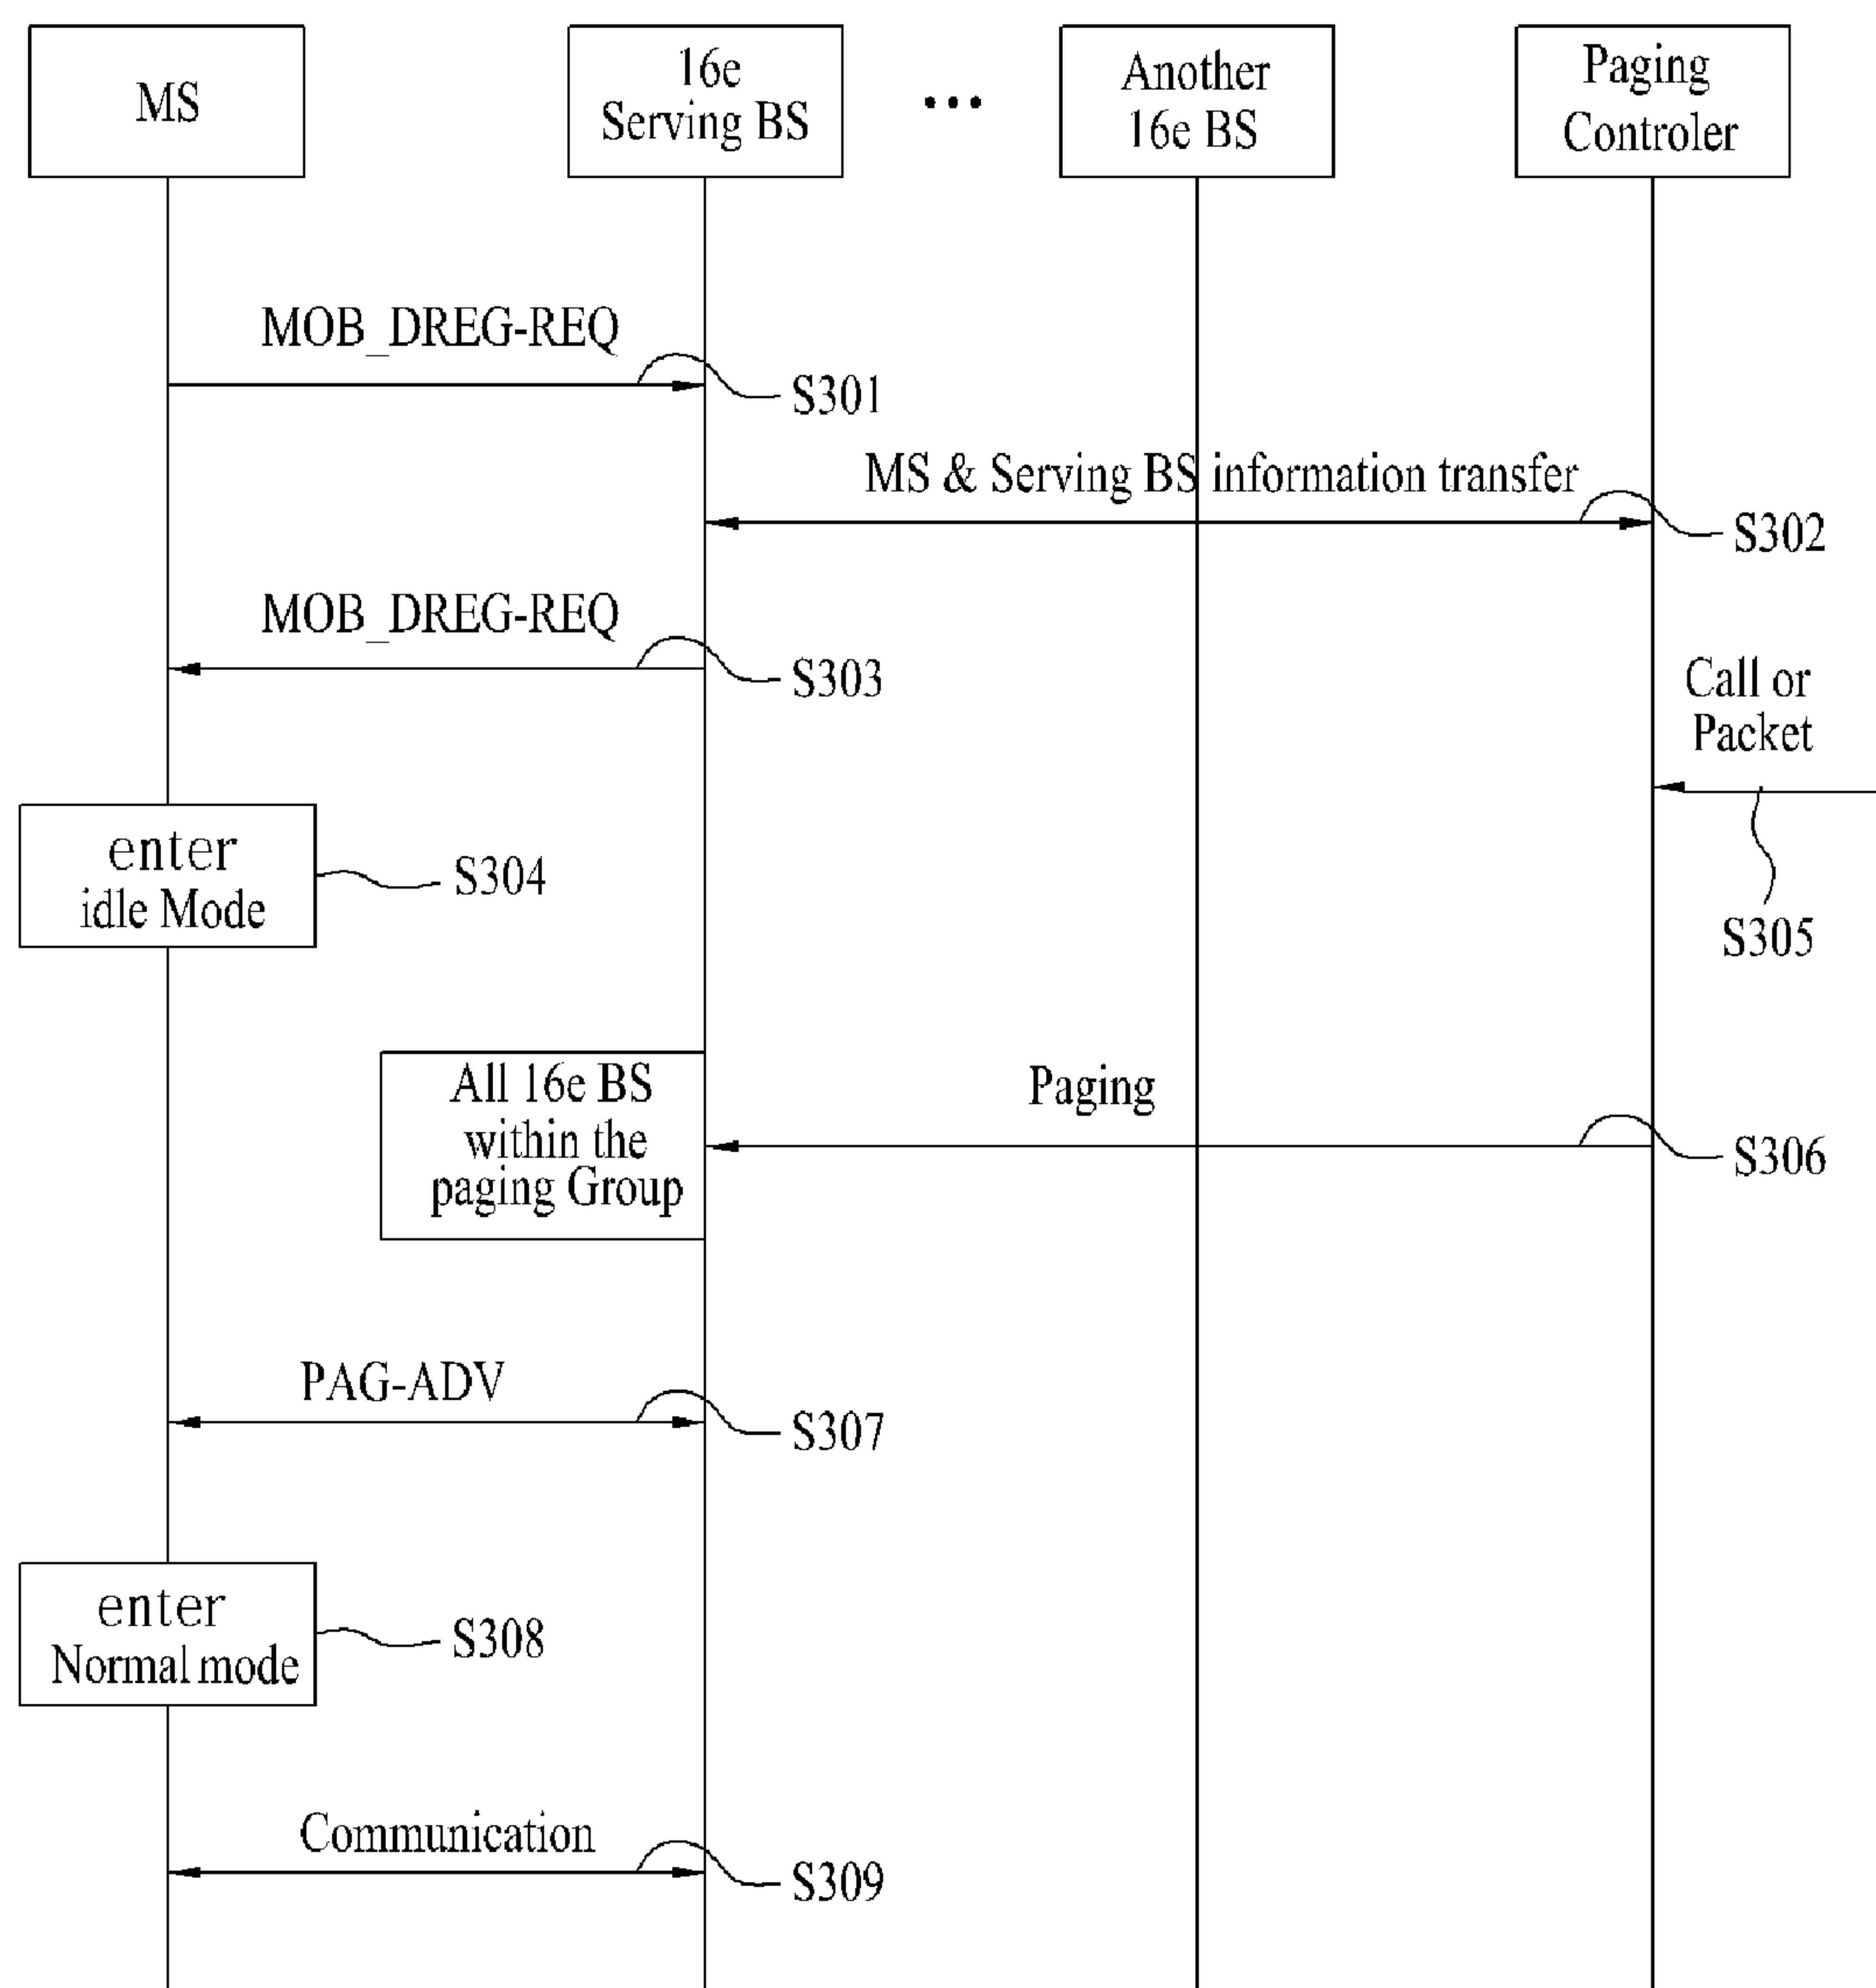 MS
16e
Serving BS
...
Another
16e BS
Paging
Controler
MOB_DREG-REQ
S301
MS & Serving BS information transfer
S302
MOB_DREG-REQ
S303
Call or
Packet
S305
enter
idle Mode
S304
All 16e BS
within the
paging Group
Paging
S306
PAG-ADV
S307
enter
Normal mode
S308
Communication
S309